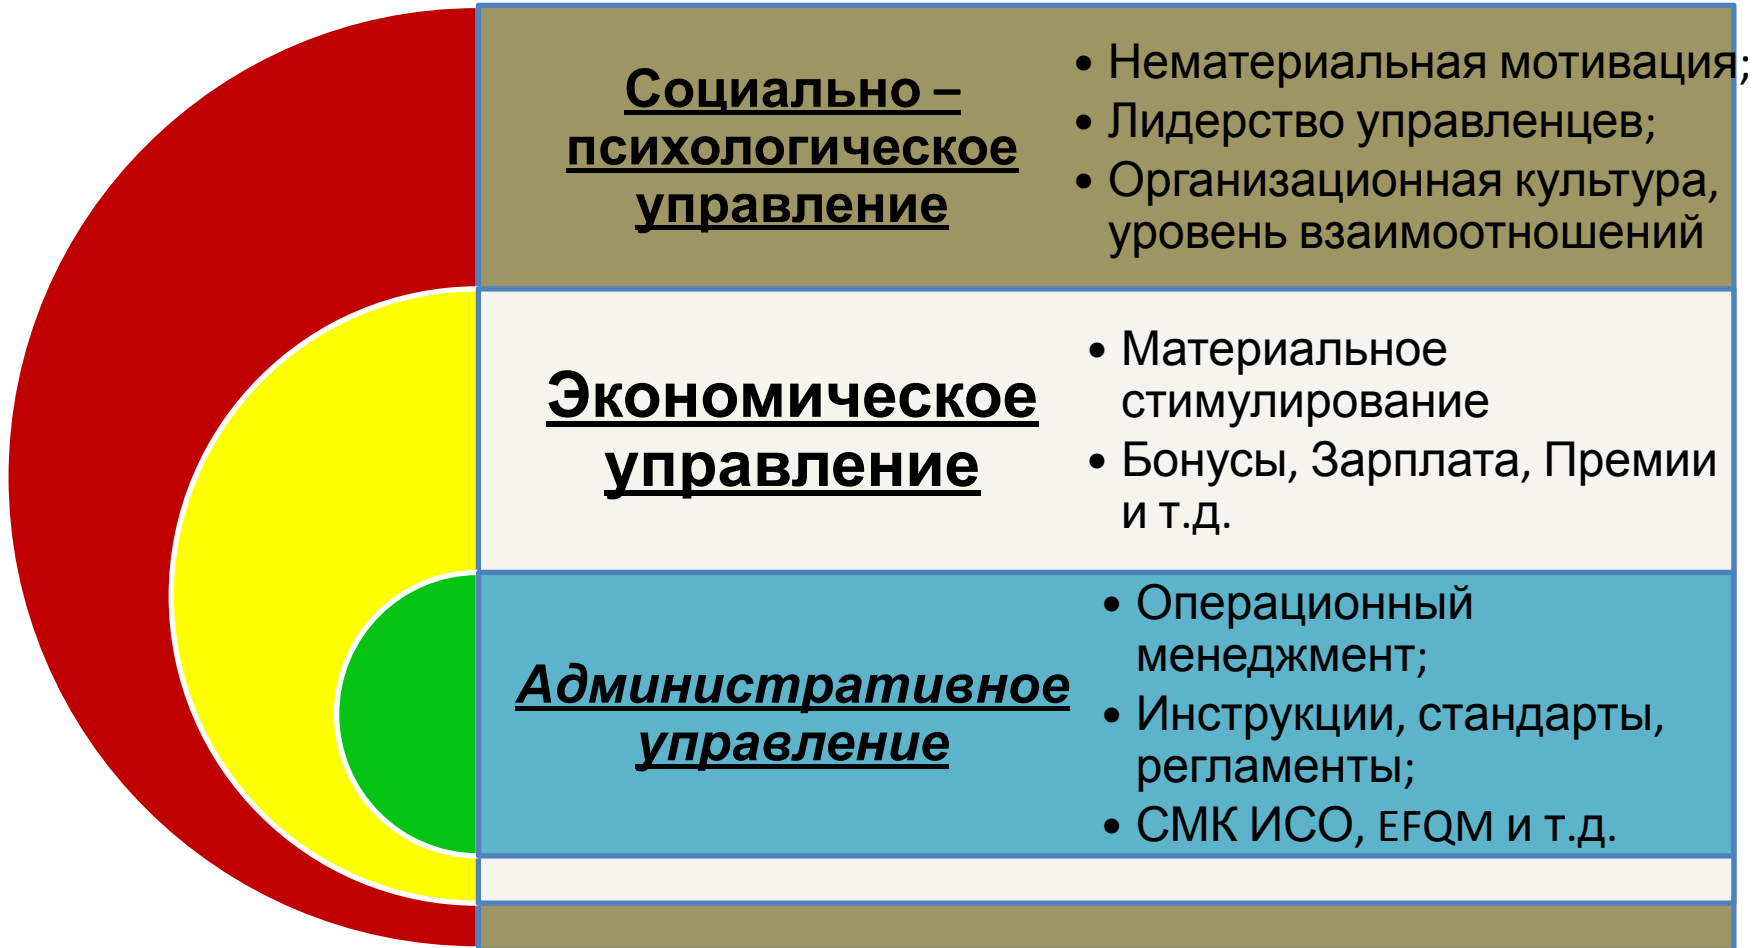 Социально –
психологическое
управление
• Нематериальная мотивация;
• Лидерство управленцев;
• Организационная культура,
уровень взаимоотношений
Экономическое
управление
• Материальное
стимулирование
• Бонусы, Зарплата, Премии
и т.д.
Административное
управление
• Операционный
менеджмент;
• Инструкции, стандарты,
регламенты;
• СМК ИСО, EFQM и т.д.